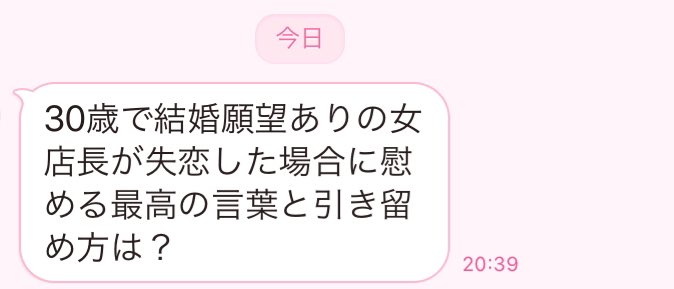 今日
30歳で結婚願望ありの女
店長が失恋した場合に慰
める最高の言葉と引き留
め方は？
20:39